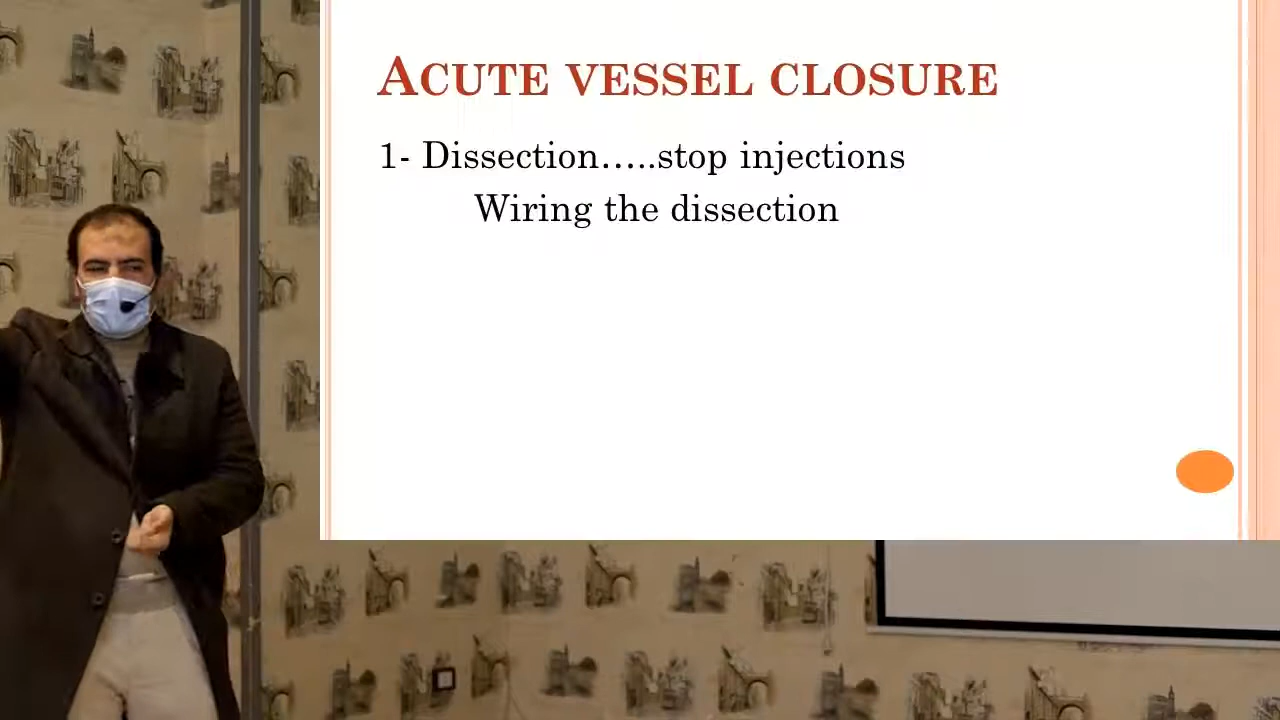 ACUTE VESSEL CLOSURE
1- Dissection…..stop injections
Wiring the dissection